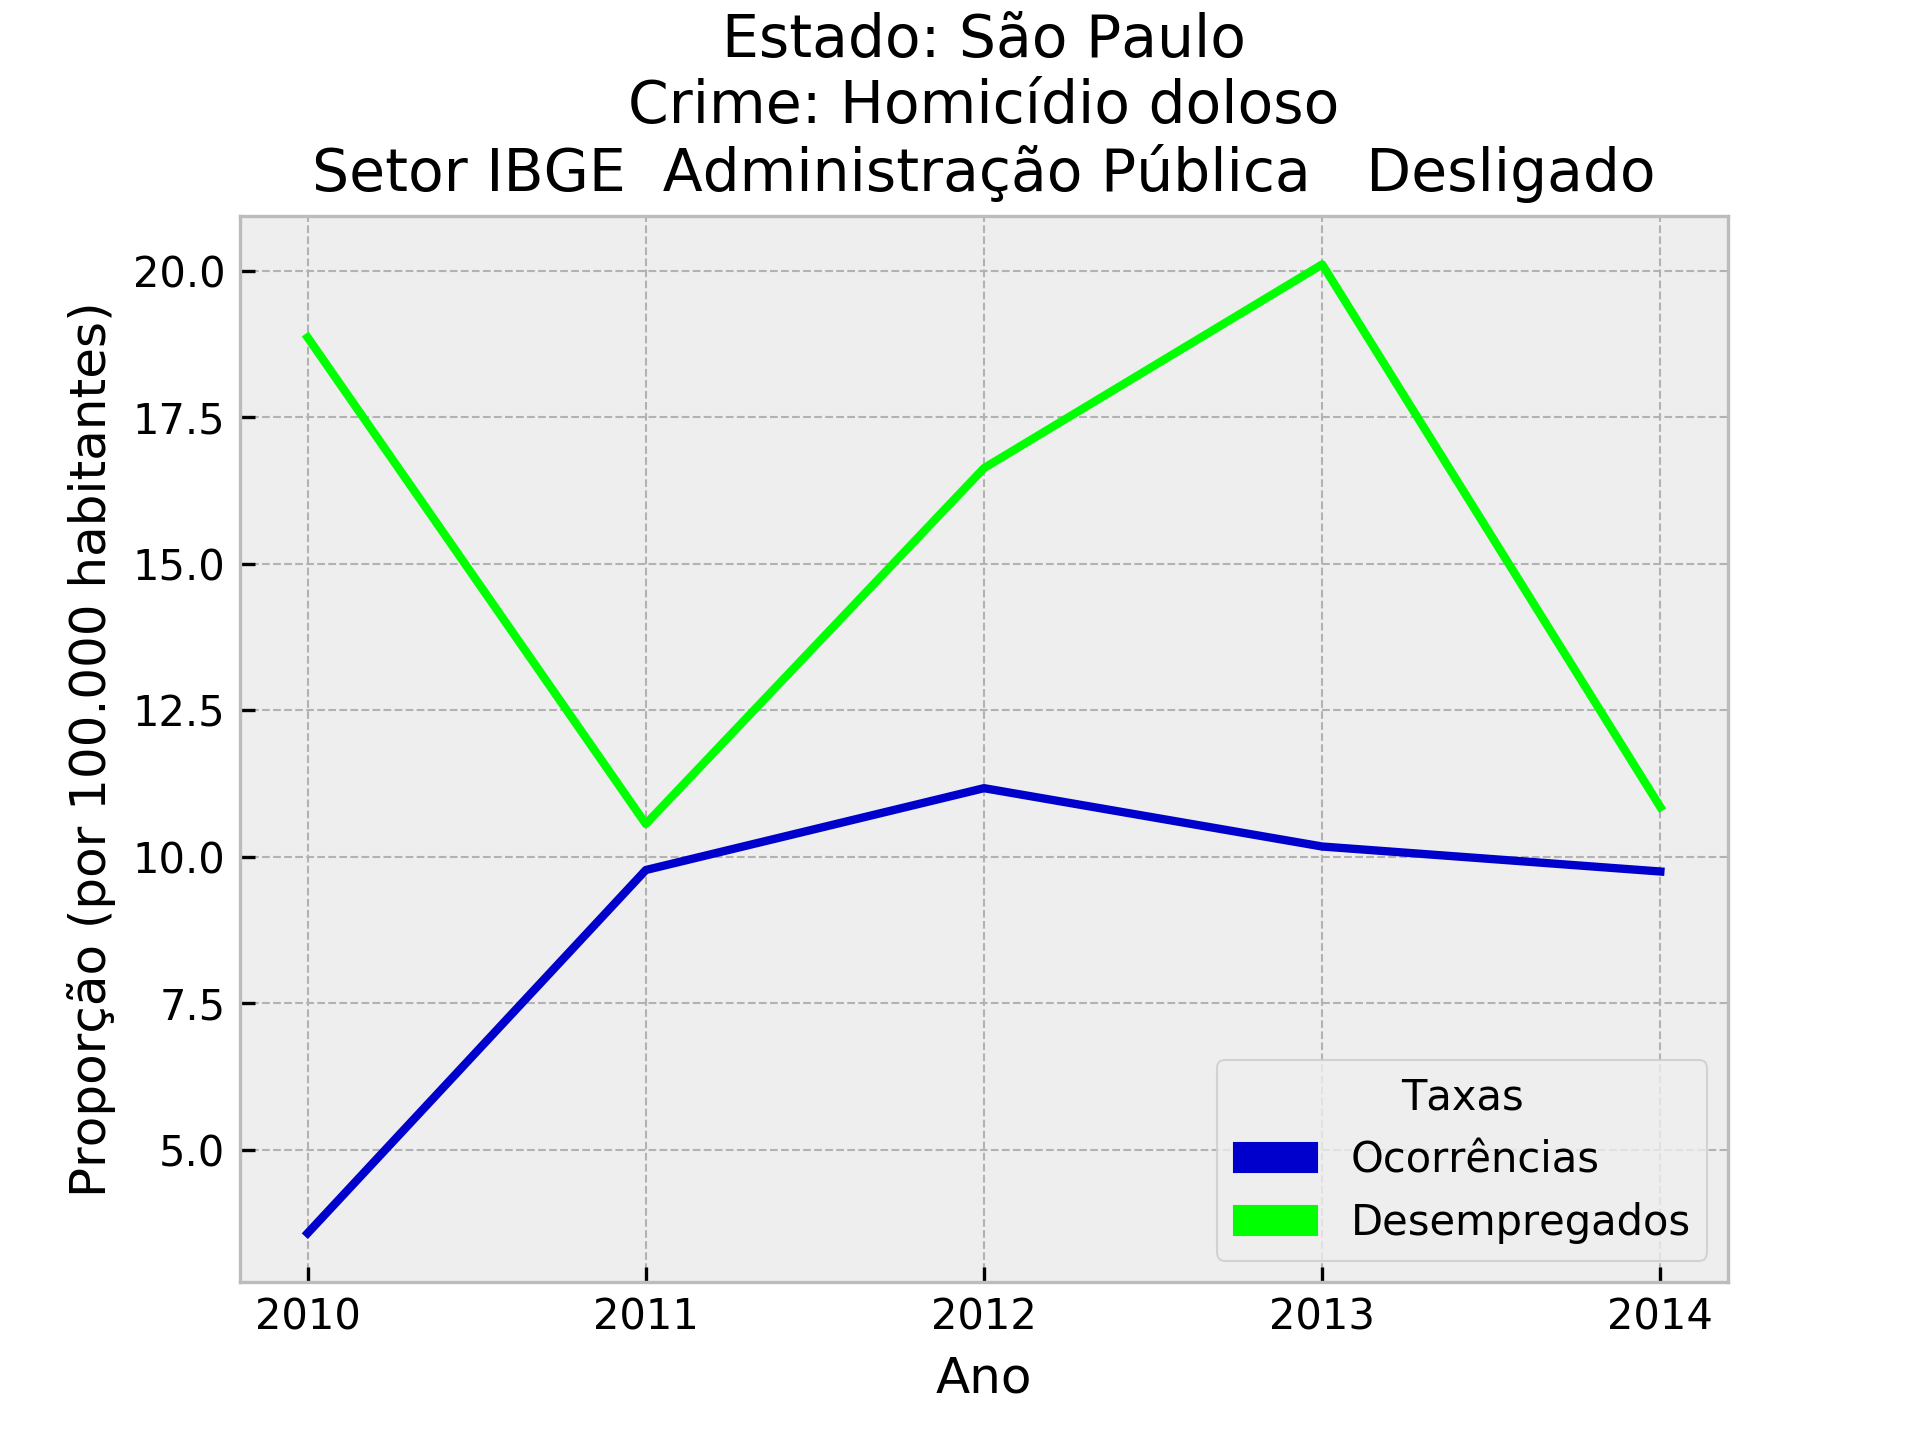 Estado: São Paulo
Crime: Homicídio doloso
Setor IBGE  Administração Pública   Desligado
Proporção (por 100.000 habitantes)
20.0
17.5
15.0
12.5
10.0
7.5
5.0
Taxas
Ocorrências
Desempregados
2010 2011 2012 2013 2014
Ano